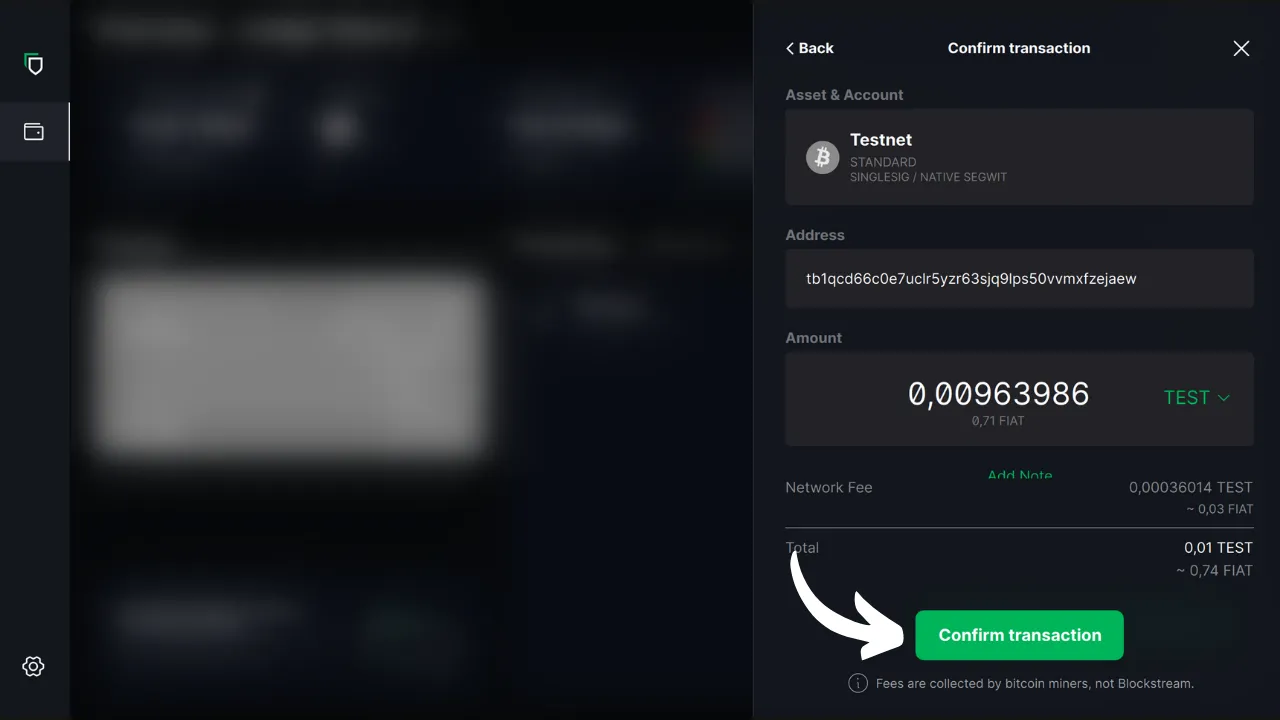 Back
Confirm transaction
Asset & Account
Testnet
STANDARD
SINGLESIG / NATIVE SEGWIT
Address
tb1qcd66c0e7uclr5yzr63sjq9lps50vvmxfzejaew
Amount
0,00963986
TEST
0,71 FIAT
Add Note
Network Fee
0,00036014 TEST
~ 0,03 FIAT
Total
0,01 TEST
~ 0,74 FIAT
Confirm transaction
Fees are collected by bitcoin miners, not Blockstream.